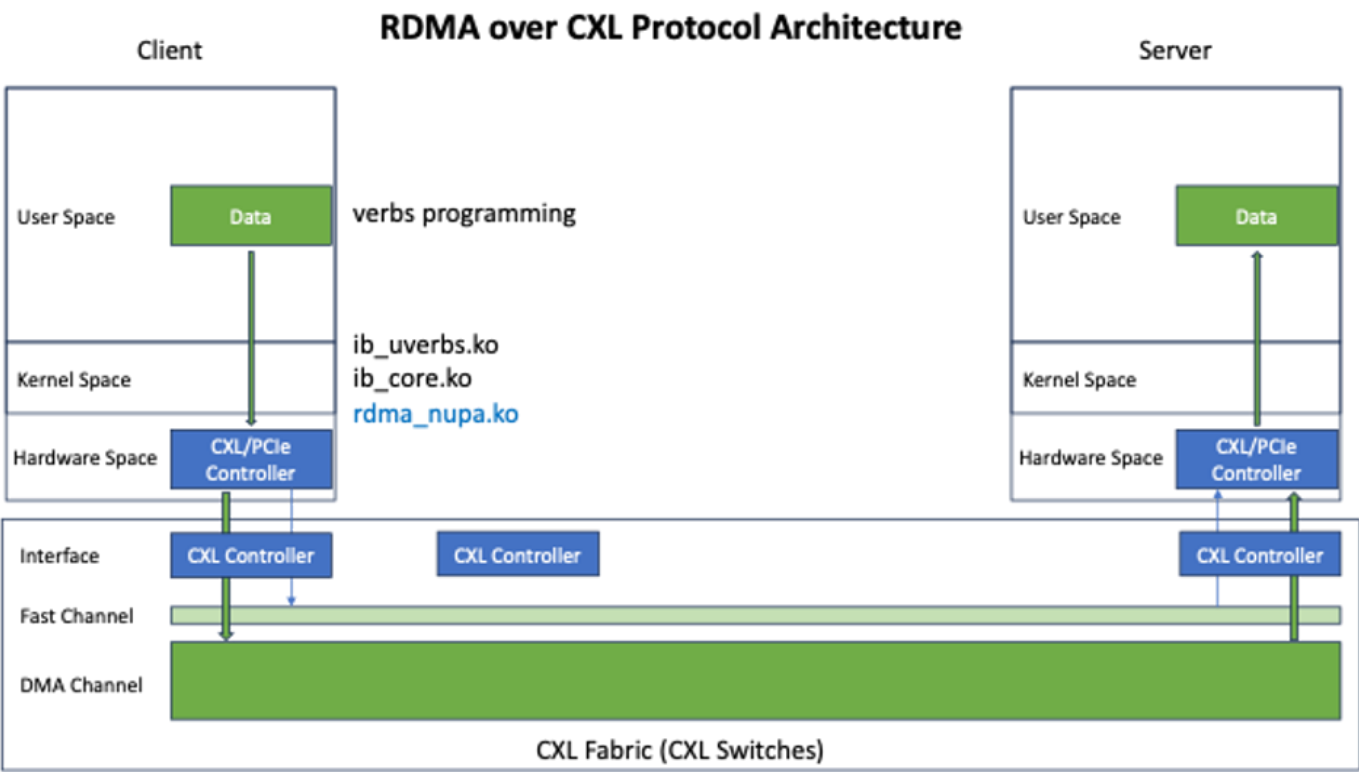 RDMA over CXL Protocol Architecture
Client
Server
User Space
Data
verbs programming
User Space
Data
ib_uverbs.ko
Kernel Space
ib_core.ko
Kernel Space
rdma_nupa.ko
Hardware Space
CXL/PCIe
Controller
Hardware Space
CXL/PCIe
Controller
Interface
CXL Controller
CXL Controller
CXL Controller
Fast Channel
DMA Channel
CXL Fabric (CXL Switches)